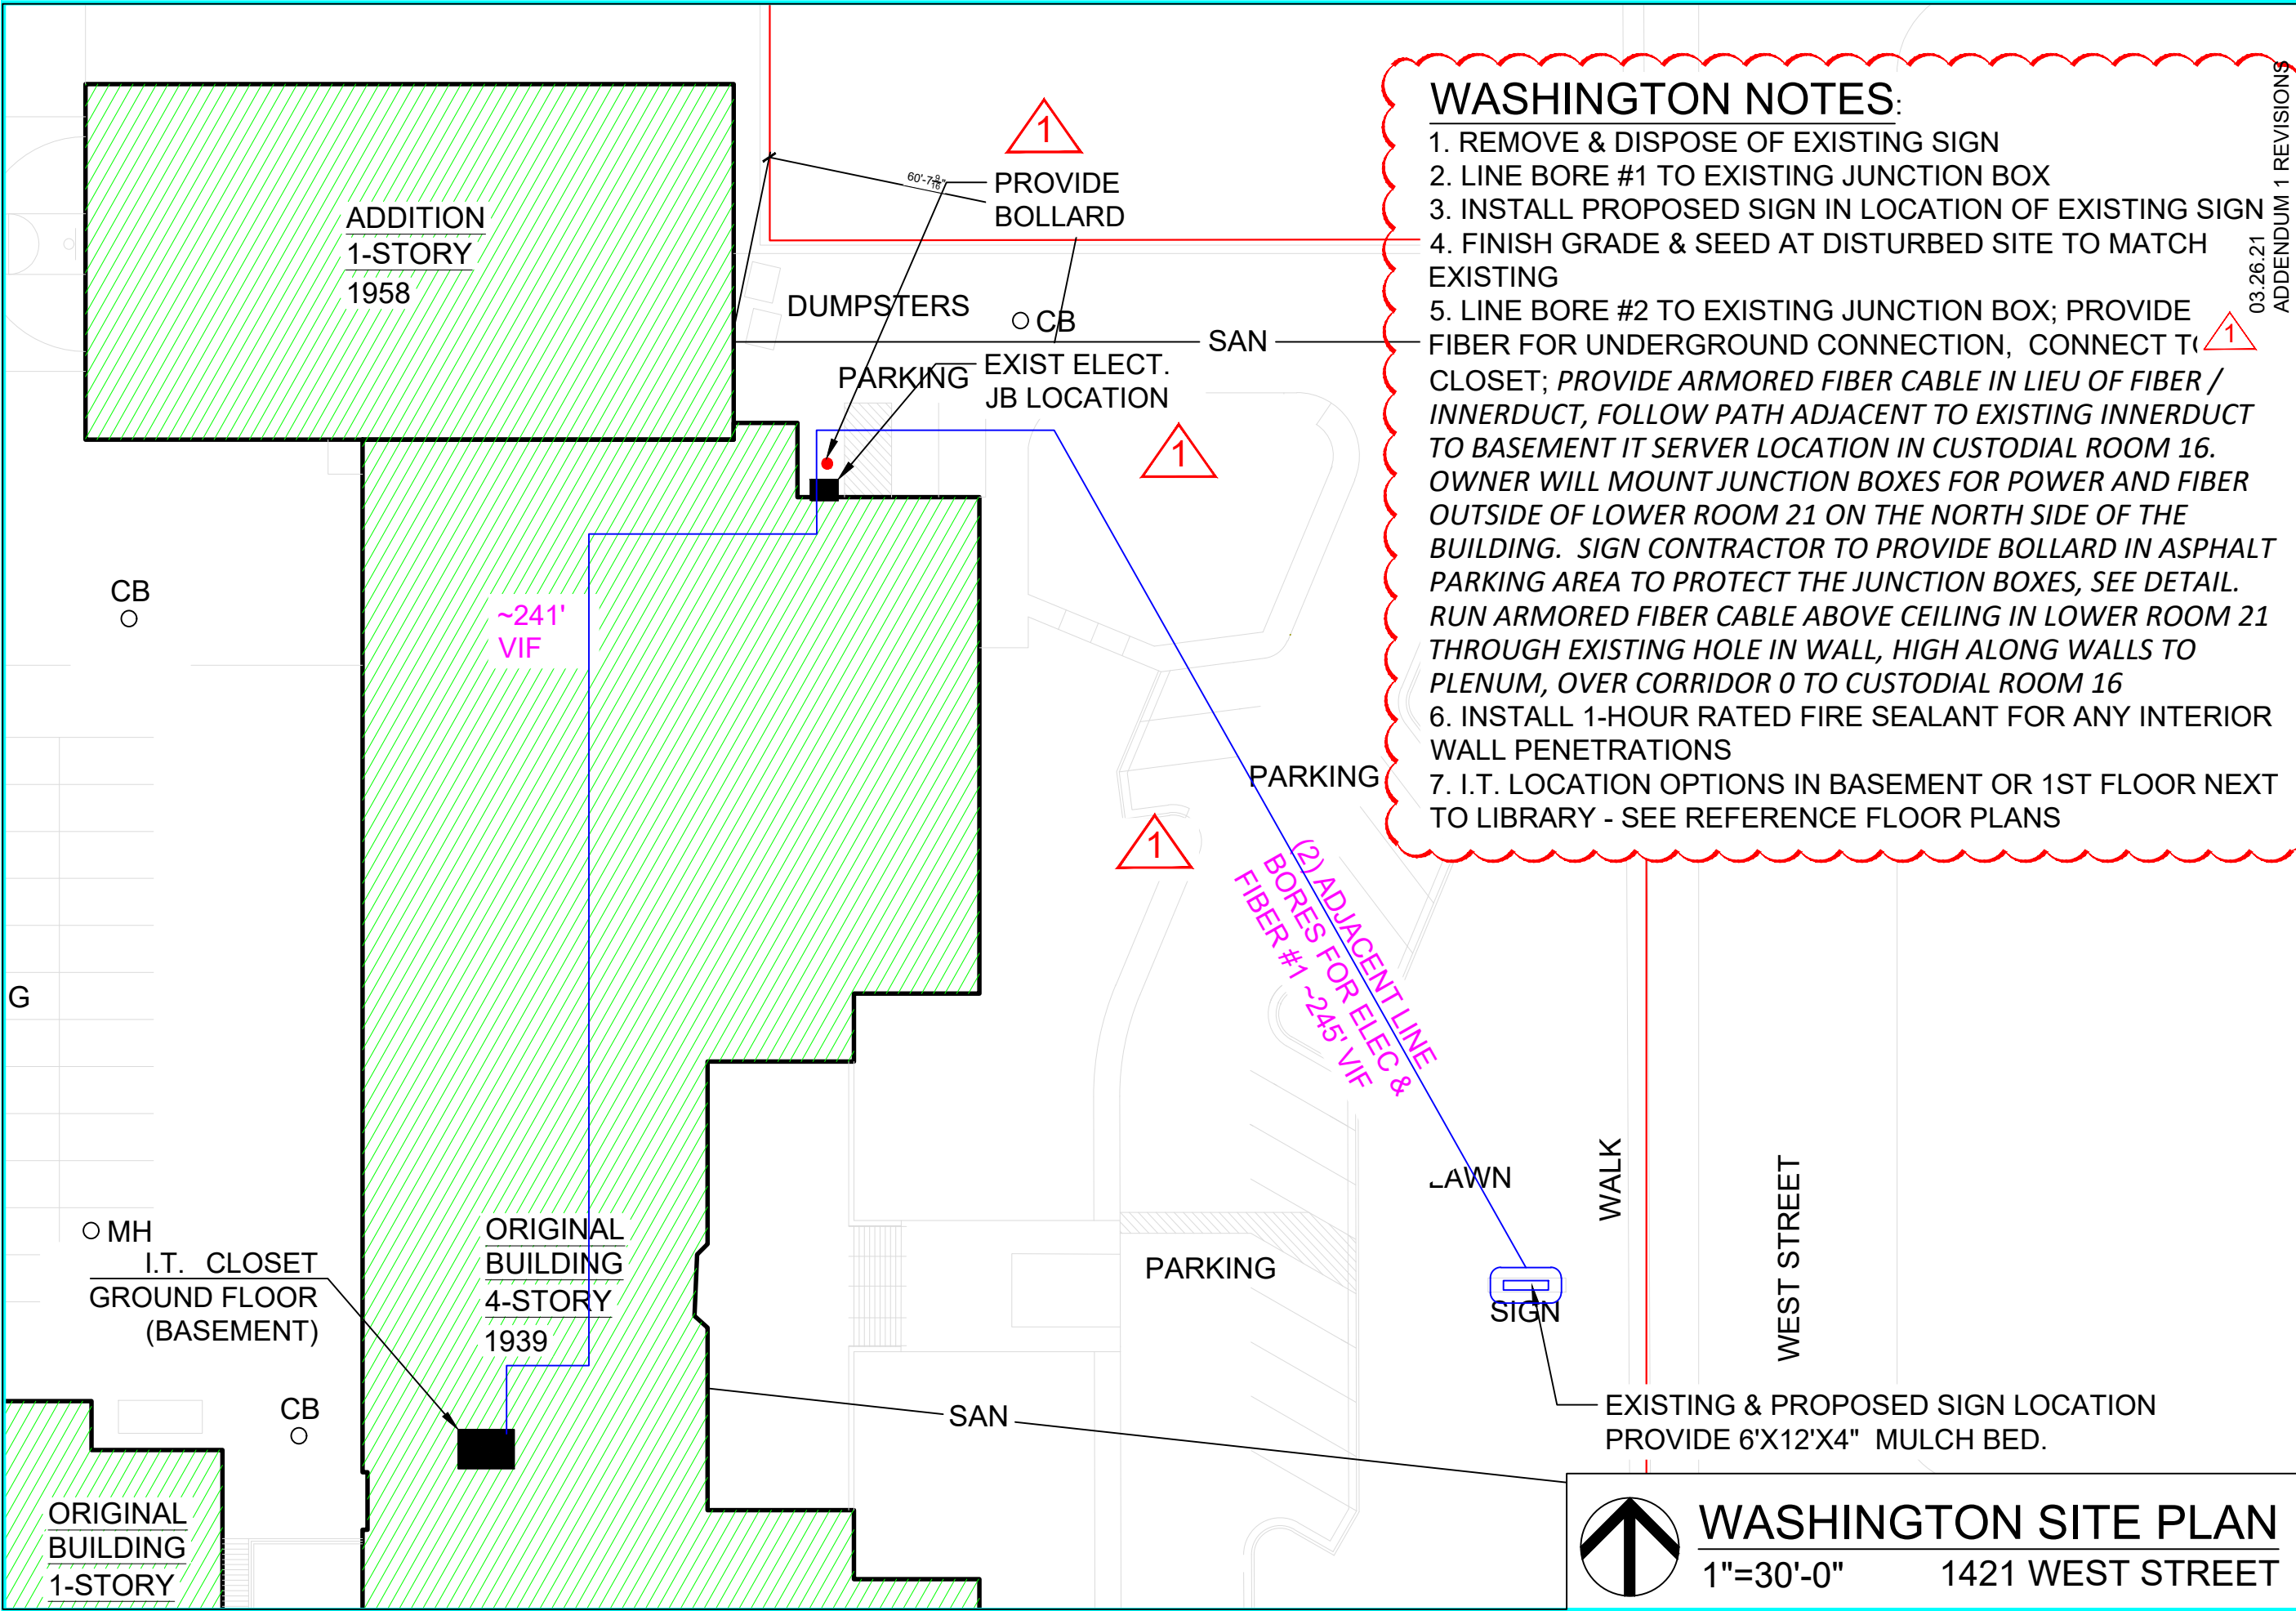 WASHINGTON NOTES:
1. REMOVE & DISPOSE OF EXISTING SIGN
2. LINE BORE #1 TO EXISTING JUNCTION BOX
3. INSTALL PROPOSED SIGN IN LOCATION OF EXISTING SIGN
4. FINISH GRADE & SEED AT DISTURBED SITE TO MATCH
EXISTING
5. LINE BORE #2 TO EXISTING JUNCTION BOX; PROVIDE
FIBER FOR UNDERGROUND CONNECTION, CONNECT TO
CLOSET; PROVIDE ARMORED FIBER CABLE IN LIEU OF FIBER /
INNERDUCT, FOLLOW PATH ADJACENT TO EXISTING INNERDUCT
TO BASEMENT IT SERVER LOCATION IN CUSTODIAL ROOM 16.
OWNER WILL MOUNT JUNCTION BOXES FOR POWER AND FIBER
OUTSIDE OF LOWER ROOM 21 ON THE NORTH SIDE OF THE
BUILDING. SIGN CONTRACTOR TO PROVIDE BOLLARD IN ASPHALT
PARKING AREA TO PROTECT THE JUNCTION BOXES, SEE DETAIL.
RUN ARMORED FIBER CABLE ABOVE CEILING IN LOWER ROOM 21
THROUGH EXISTING HOLE IN WALL, HIGH ALONG WALLS TO
PLENUM, OVER CORRIDOR 0 TO CUSTODIAL ROOM 16
6. INSTALL 1-HOUR RATED FIRE SEALANT FOR ANY INTERIOR
WALL PENETRATIONS
7. I.T. LOCATION OPTIONS IN BASEMENT OR 1ST FLOOR NEXT
TO LIBRARY - SEE REFERENCE FLOOR PLANS
03.26.21
ADDENDUM 1 REVISIONS
1
1
PROVIDE
BOLLARD
60'-7 9/16"
ADDITION
1-STORY
1958
DUMPSTERS
CB
SAN
PARKING
EXIST ELECT.
JB LOCATION
1
CB
~241'
VIF
PARKING
1
(2) ADJACENT LINE
BORES FOR ELEC &
FIBER #1 ~245' VIF
G
LAWN
WALK
WEST STREET
MH
I.T. CLOSET
GROUND FLOOR
(BASEMENT)
ORIGINAL
BUILDING
4-STORY
1939
PARKING
SIGN
CB
SAN
EXISTING & PROPOSED SIGN LOCATION
PROVIDE 6'X12'X4" MULCH BED.
ORIGINAL
BUILDING
1-STORY
WASHINGTON SITE PLAN
1"=30'-0" 1421 WEST STREET